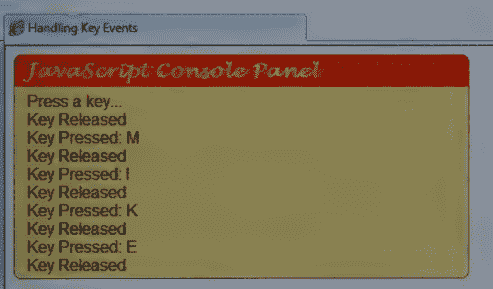 Handling Key Events
JavaScript Console Panel
Press a key...
Key Released
Key Pressed: M
Key Released
Key Pressed: I
Key Released
Key Pressed: K
Key Released
Key Pressed: E
Key Released